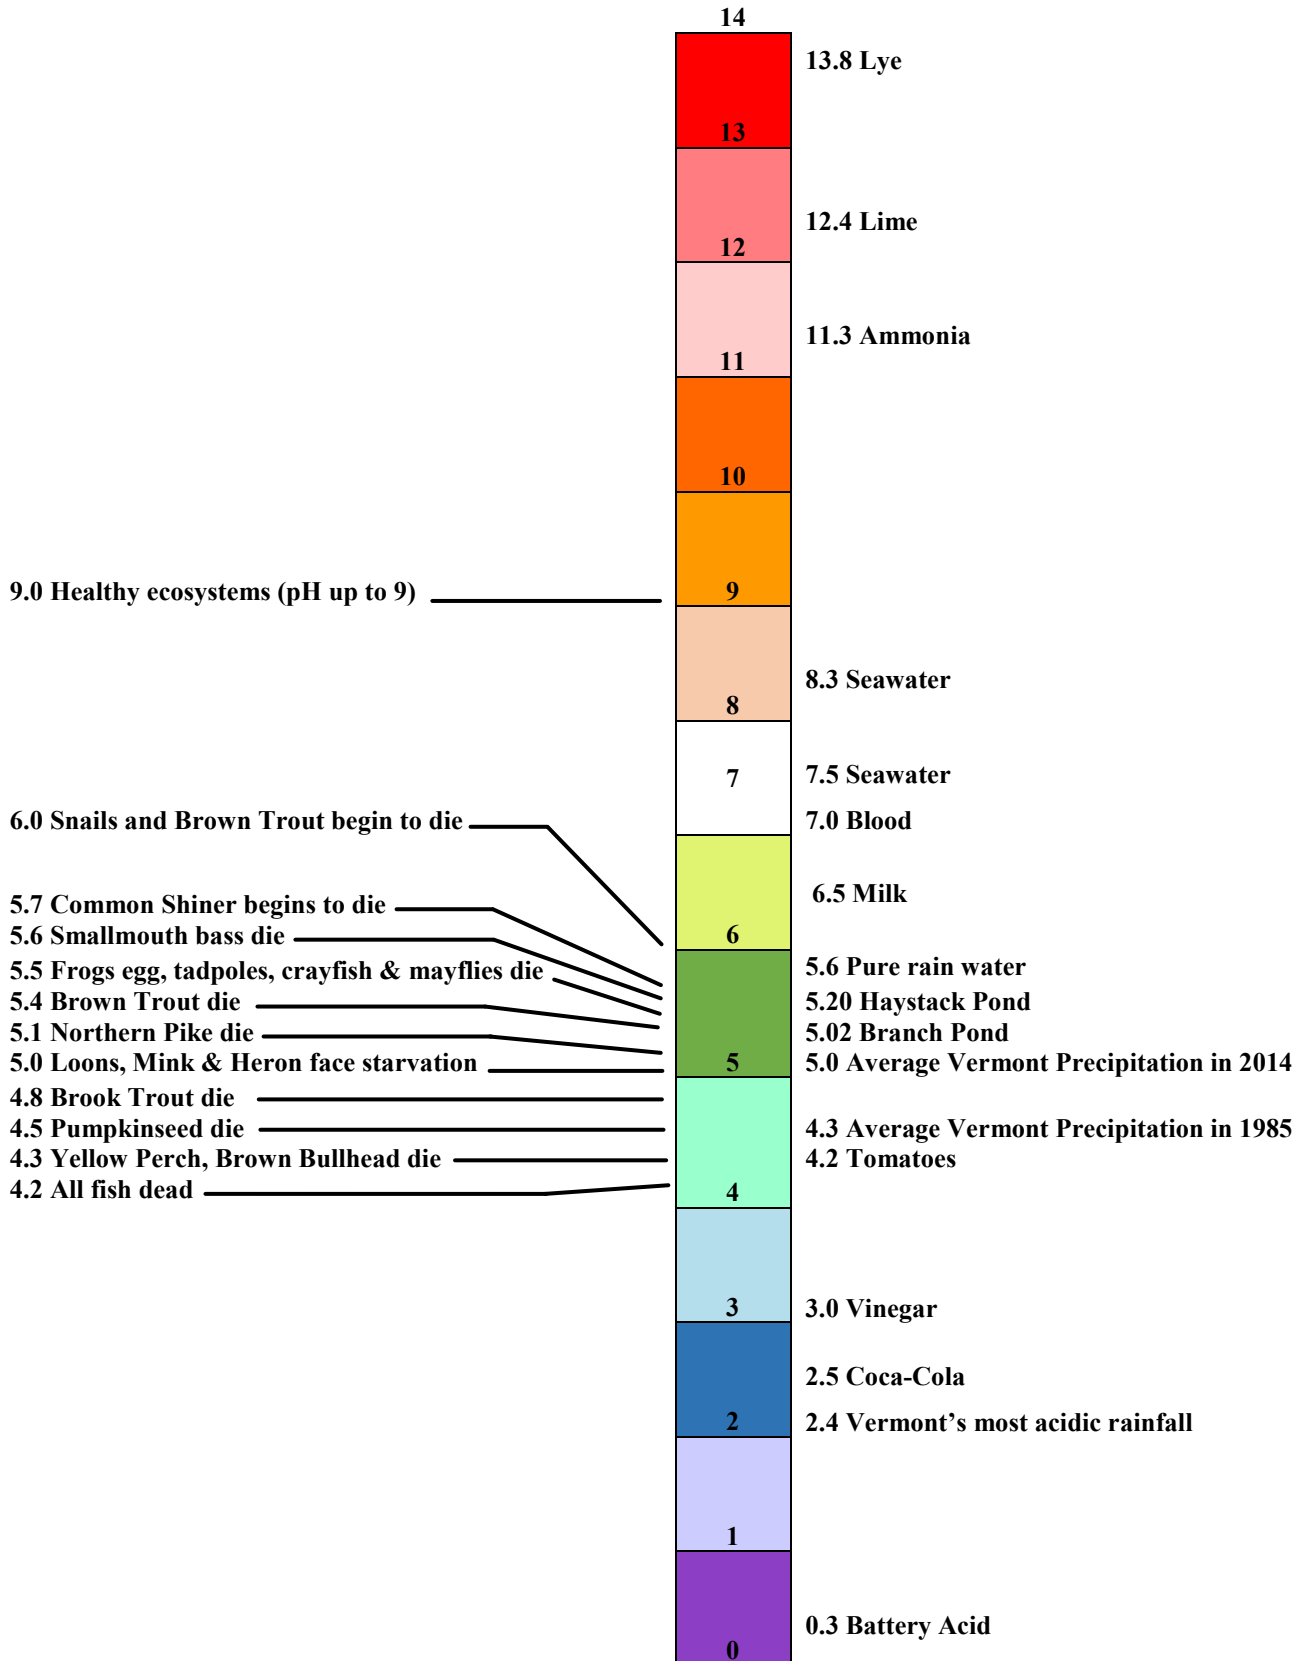 14
13.8 Lye
13
12.4 Lime
12
11.3 Ammonia
11
10
9.0 Healthy ecosystems (pH up to 9)
9
8.3 Seawater
8
7.5 Seawater
7
6.0 Snails and Brown Trout begin to die
7.0 Blood
6.5 Milk
5.7 Common Shiner begins to die
6
5.6 Smallmouth bass die
5.5 Frogs egg, tadpoles, crayfish & mayflies die
5.6 Pure rain water
5.4 Brown Trout die
5.20 Haystack Pond
5.1 Northern Pike die
5.02 Branch Pond
5.0 Loons, Mink & Heron face starvation
5
5.0 Average Vermont Precipitation in 2014
4.8 Brook Trout die
4.5 Pumpkinseed die
4.3 Average Vermont Precipitation in 1985
4.3 Yellow Perch, Brown Bullhead die
4.2 Tomatoes
4.2 All fish dead
4
3
3.0 Vinegar
2.5 Coca-Cola
2
2.4 Vermont’s most acidic rainfall
1
0.3 Battery Acid
0